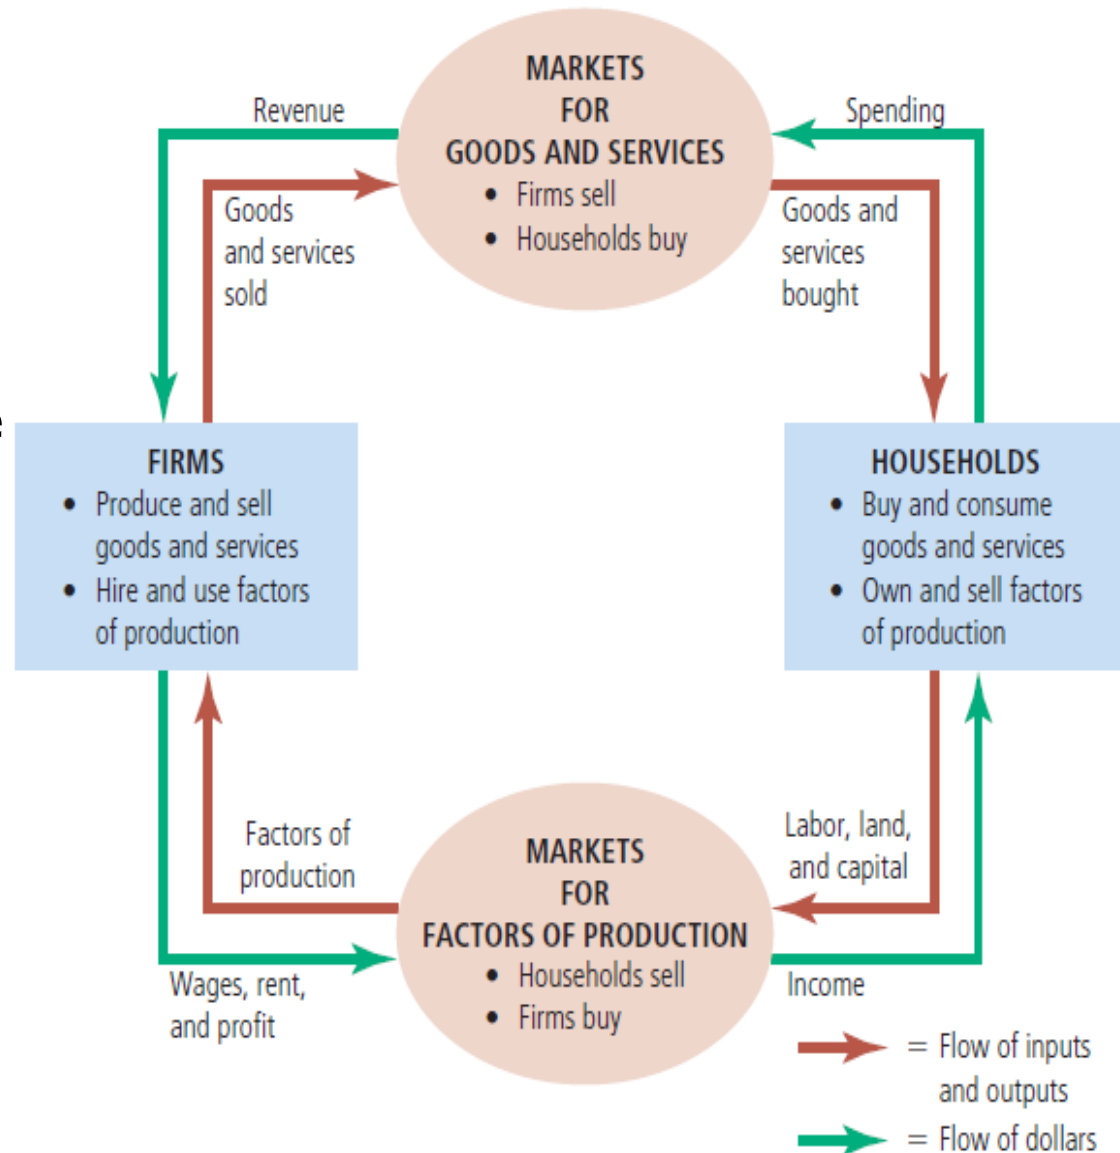 MARKETS
FOR
GOODS AND SERVICES
• Firms sell
• Households buy
Revenue
Spending
Goods
and services
sold
Goods and
services
bought
e
FIRMS
• Produce and sell
goods and services
• Hire and use factors
of production
HOUSEHOLDS
• Buy and consume
goods and services
• Own and sell factors
of production
Factors of
production
Labor, land,
and capital
MARKETS
FOR
FACTORS OF PRODUCTION
• Households sell
• Firms buy
Wages, rent,
and profit
Income
= Flow of inputs
and outputs
= Flow of dollars